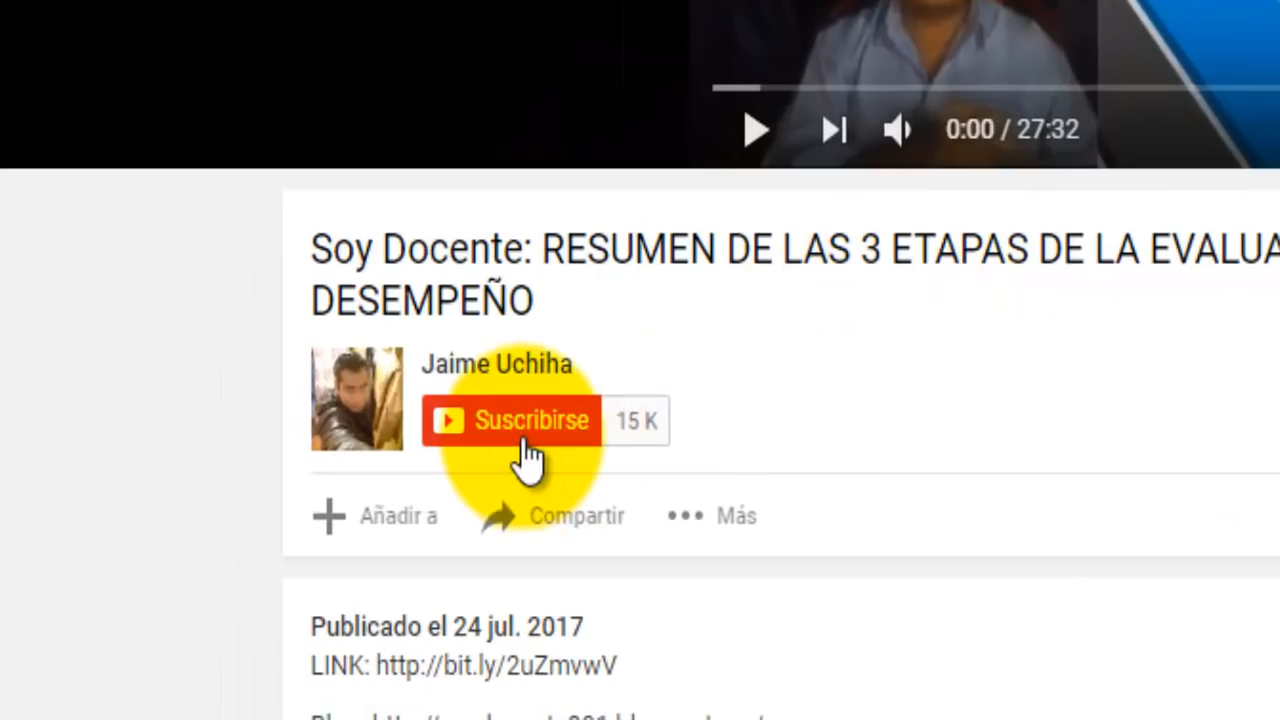 0:00 / 27:32
Soy Docente: RESUMEN DE LAS 3 ETAPAS DE LA EVALUA
DESEMPEÑO
Jaime Uchiha
Suscribirse 15 K
Añadir a Compartir Más
Publicado el 24 jul. 2017
LINK: http://bit.ly/2uZmvwV